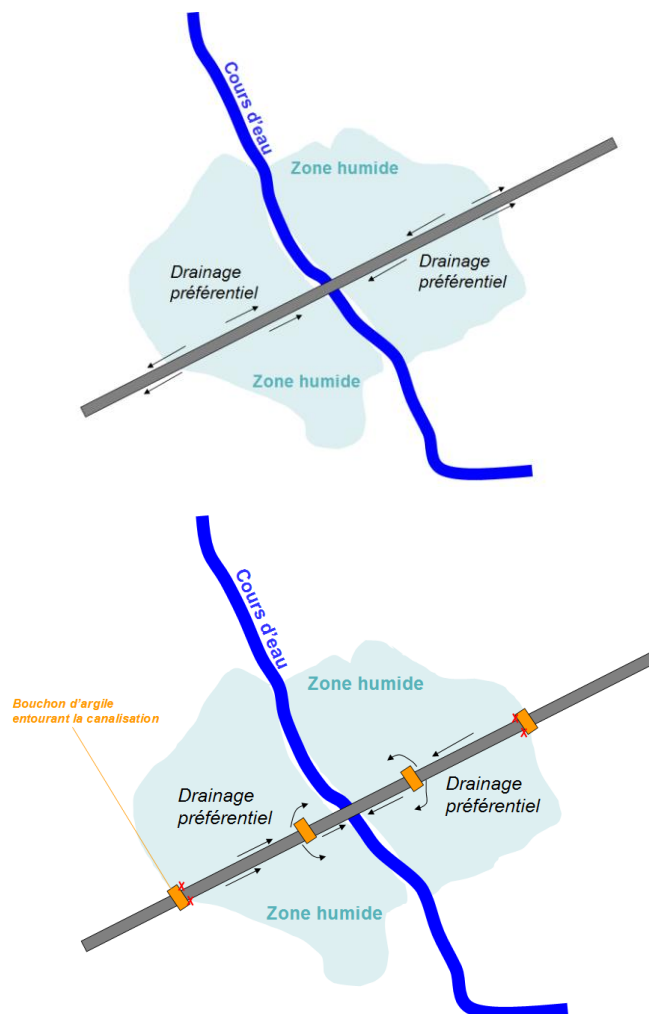 Cours d'eau
Zone humide
Drainage
préférentiel
Drainage
préférentiel
Zone humide
Cours d'eau
Zone humide
Bouchon d'argile
entourant la canalisation
Drainage
préférentiel
Drainage
préférentiel
Zone humide